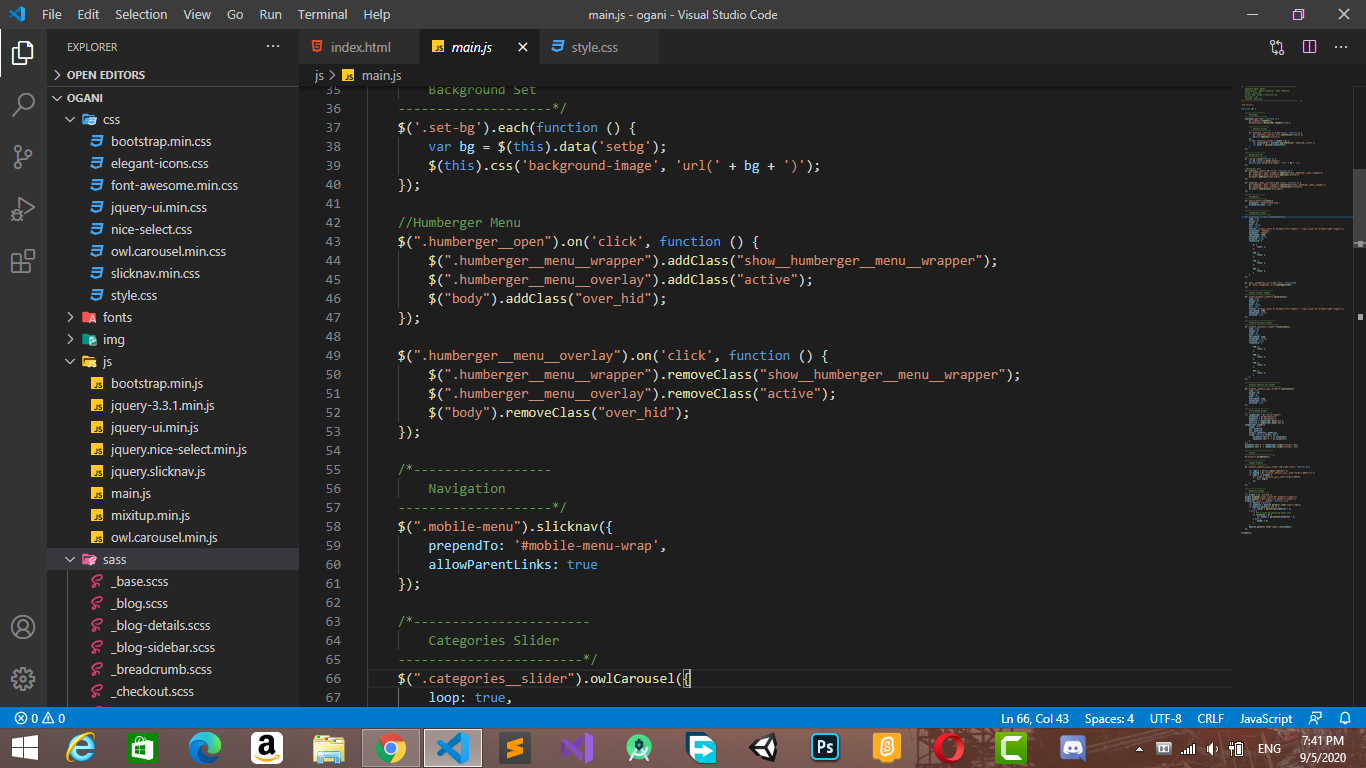 File Edit Selection View Go Run Terminal Help
main.js - ogani - Visual Studio Code
EXPLORER
index.html
main.js
style.css
js > main.js
OPEN EDITORS
OGANI
css
bootstrap.min.css
elegant-icons.css
font-awesome.min.css
jquery-ui.min.css
nice-select.css
owl.carousel.min.css
slicknav.min.css
style.css
fonts
img
js
bootstrap.min.js
jquery-3.3.1.min.js
jquery-ui.min.js
jquery.nice-select.min.js
jquery.slicknav.js
main.js
mixitup.min.js
owl.carousel.min.js
sass
_base.scss
_blog.scss
_blog-details.scss
_blog-sidebar.scss
_breadcrumb.scss
_checkout.scss
35 Background Set
36 --------------------*/
37 $('.set-bg').each(function () {
38 var bg = $(this).data('setbg');
39 $(this).css('background-image', 'url(' + bg + ')');
40 });
41
42 //Humberger Menu
43 $(".humberger__open").on('click', function () {
44 $(".humberger__menu__wrapper").addClass("show__humberger__menu__wrapper");
45 $(".humberger__menu__overlay").addClass("active");
46 $("body").addClass("over_hid");
47 });
48
49 $(".humberger__menu__overlay").on('click', function () {
50 $(".humberger__menu__wrapper").removeClass("show__humberger__menu__wrapper");
51 $(".humberger__menu__overlay").removeClass("active");
52 $("body").removeClass("over_hid");
53 });
54
55 /*------------------
56 Navigation
57 --------------------*/
58 $(".mobile-menu").slicknav({
59 prependTo: '#mobile-menu-wrap',
60 allowParentLinks: true
61 });
62
63 /*-----------------------
64 Categories Slider
65 ------------------------*/
66 $(".categories__slider").owlCarousel({
67 loop: true,
0 0
Ln 66, Col 43 Spaces: 4 UTF-8 CRLF JavaScript
ENG
7:41 PM
9/5/2020